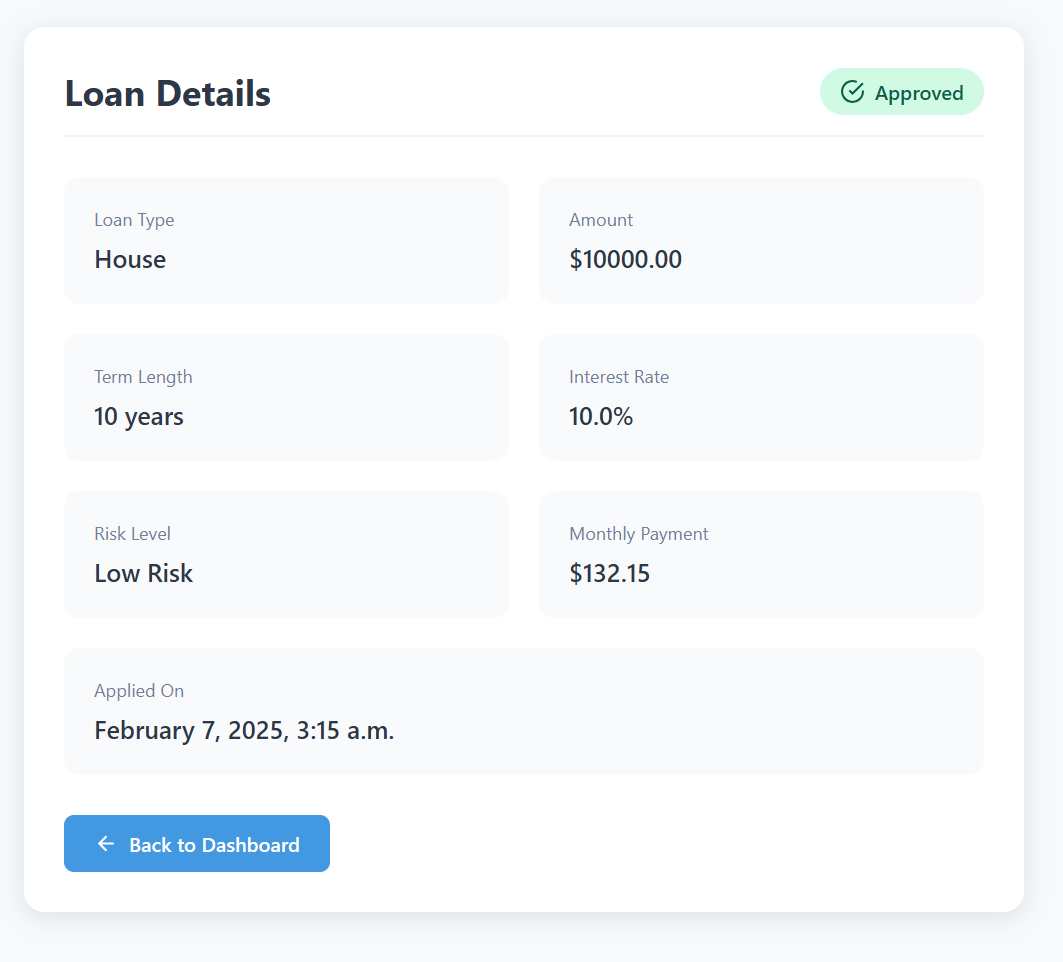 Loan Details
Approved
Loan Type
House
Amount
$10000.00
Term Length
10 years
Interest Rate
10.0%
Risk Level
Low Risk
Monthly Payment
$132.15
Applied On
February 7, 2025, 3:15 a.m.
Back to Dashboard